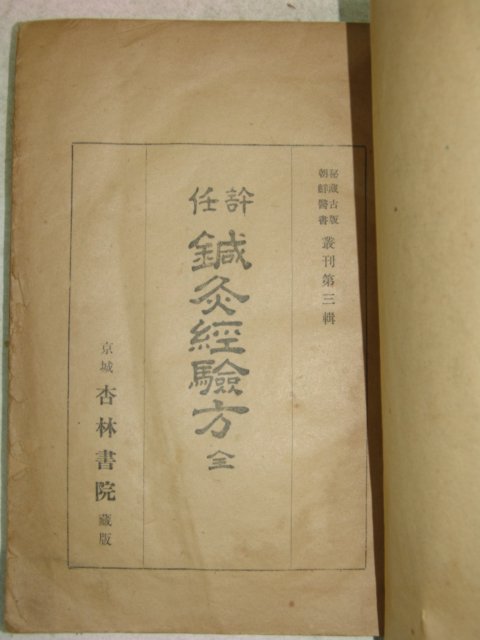 秘藏古版
朝鮮醫書
叢刊第三輯
許任
鍼灸經驗方 全
京城 杏林書院 藏版